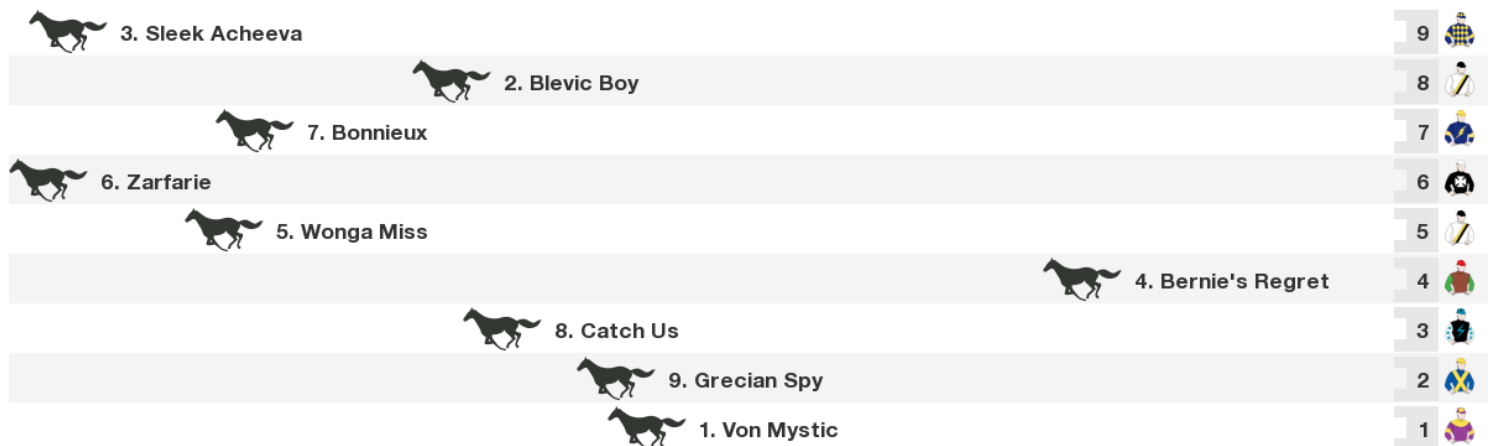 3. Sleek Acheeva 9
2. Blevic Boy 8
7. Bonnieux 7
6. Zarfarie 6
5. Wonga Miss 5
4. Bernie's Regret 4
8. Catch Us 3
9. Grecian Spy 2
1. Von Mystic 1